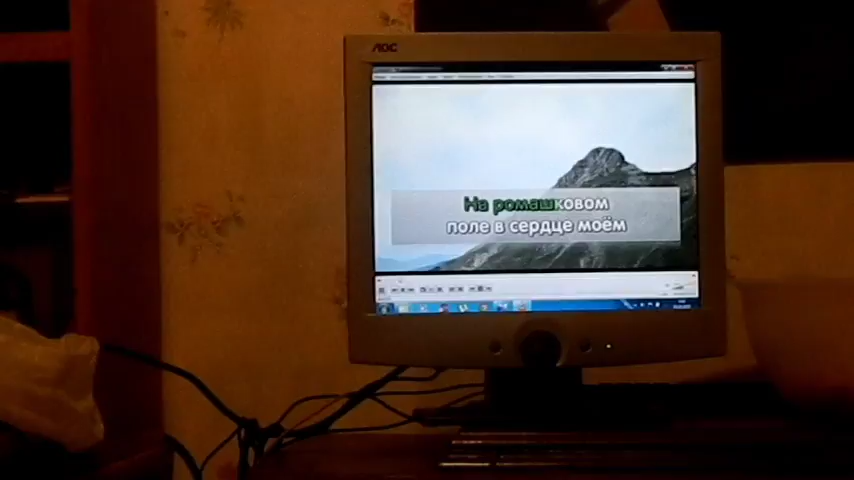 AOC
На ромашковом
поле в сердце моём